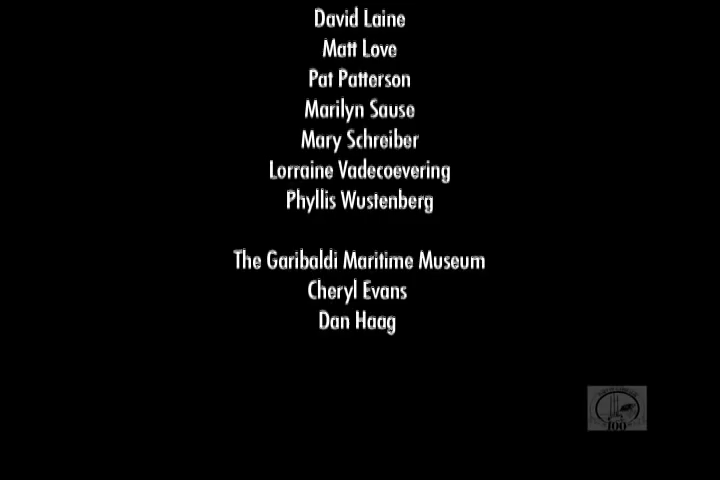 David Laine
Matt Love
Pat Patterson
Marilyn Sause
Mary Schreiber
Lorraine Vadecoevering
Phyllis Wustenberg
The Garibaldi Maritime Museum
Cheryl Evans
Dan Haag
100